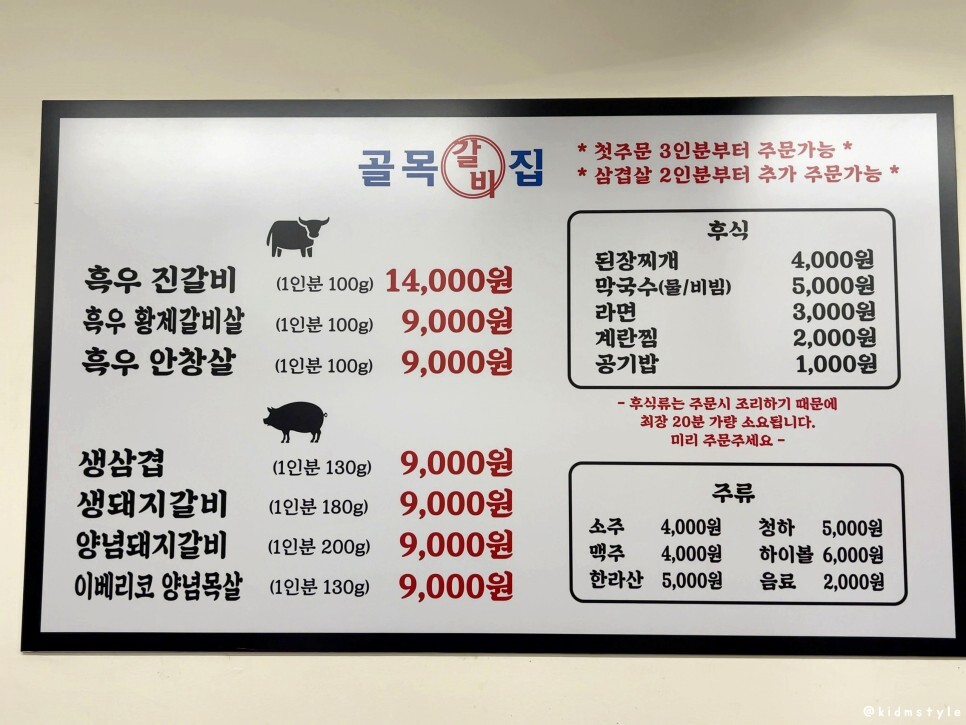 골목갈비집
* 첫주문 3인분부터 주문가능 *
* 삼겹살 2인분부터 추가 주문가능 *
흑우 진갈비 (1인분 100g) 14,000원
흑우 황제갈비살 (1인분 100g) 9,000원
흑우 안창살 (1인분 100g) 9,000원
생삼겹 (1인분 130g) 9,000원
생돼지갈비 (1인분 180g) 9,000원
양념돼지갈비 (1인분 200g) 9,000원
이베리코 양념목살 (1인분 130g) 9,000원
후식
된장찌개 4,000원
막국수(물/비빔) 5,000원
라면 3,000원
계란찜 2,000원
공기밥 1,000원
- 후식류는 주문시 조리하기 때문에
최장 20분 가량 소요됩니다.
미리 주문주세요 -
주류
소주 4,000원 청하 5,000원
맥주 4,000원 하이볼 6,000원
한라산 5,000원 음료 2,000원
@kidmstyle